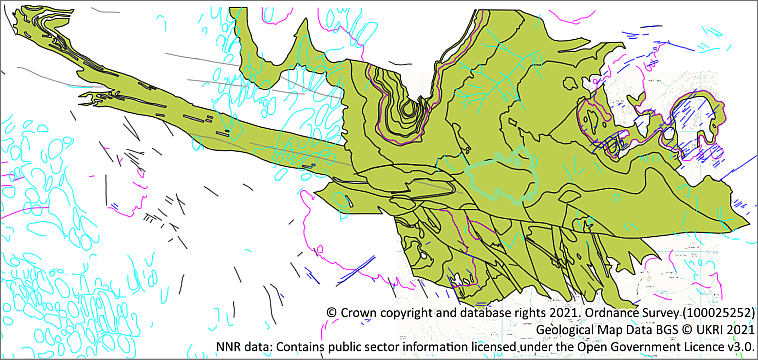 © Crown copyright and database rights 2021. Ordnance Survey (100025252)
Geological Map Data BGS © UKRI 2021
NNR data: Contains public sector information licensed under the Open Government Licence v3.0.